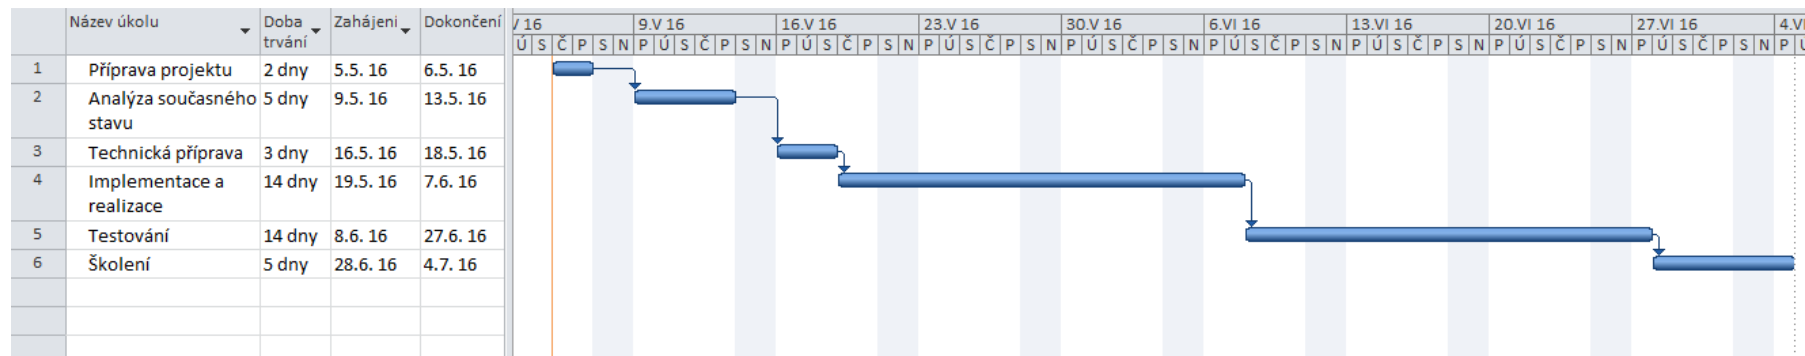 Název úkolu Doba trvání Zahájeni Dokončení
V 16 9.V 16 16.V 16 23.V 16 30.V 16 6.VI 16 13.VI 16 20.VI 16 27.VI 16 4.VI
Ú S Č P S N P Ú S Č P S N P Ú S Č P S N P Ú S Č P S N P Ú S Č P S N P Ú S Č P S N P Ú S Č P S N P Ú S Č P S N P Ú S Č P S N P Ú
1 Příprava projektu 2 dny 5.5. 16 6.5. 16
2 Analýza současného stavu 5 dny 9.5. 16 13.5. 16
3 Technická příprava 3 dny 16.5. 16 18.5. 16
4 Implementace a realizace 14 dny 19.5. 16 7.6. 16
5 Testování 14 dny 8.6. 16 27.6. 16
6 Školení 5 dny 28.6. 16 4.7. 16